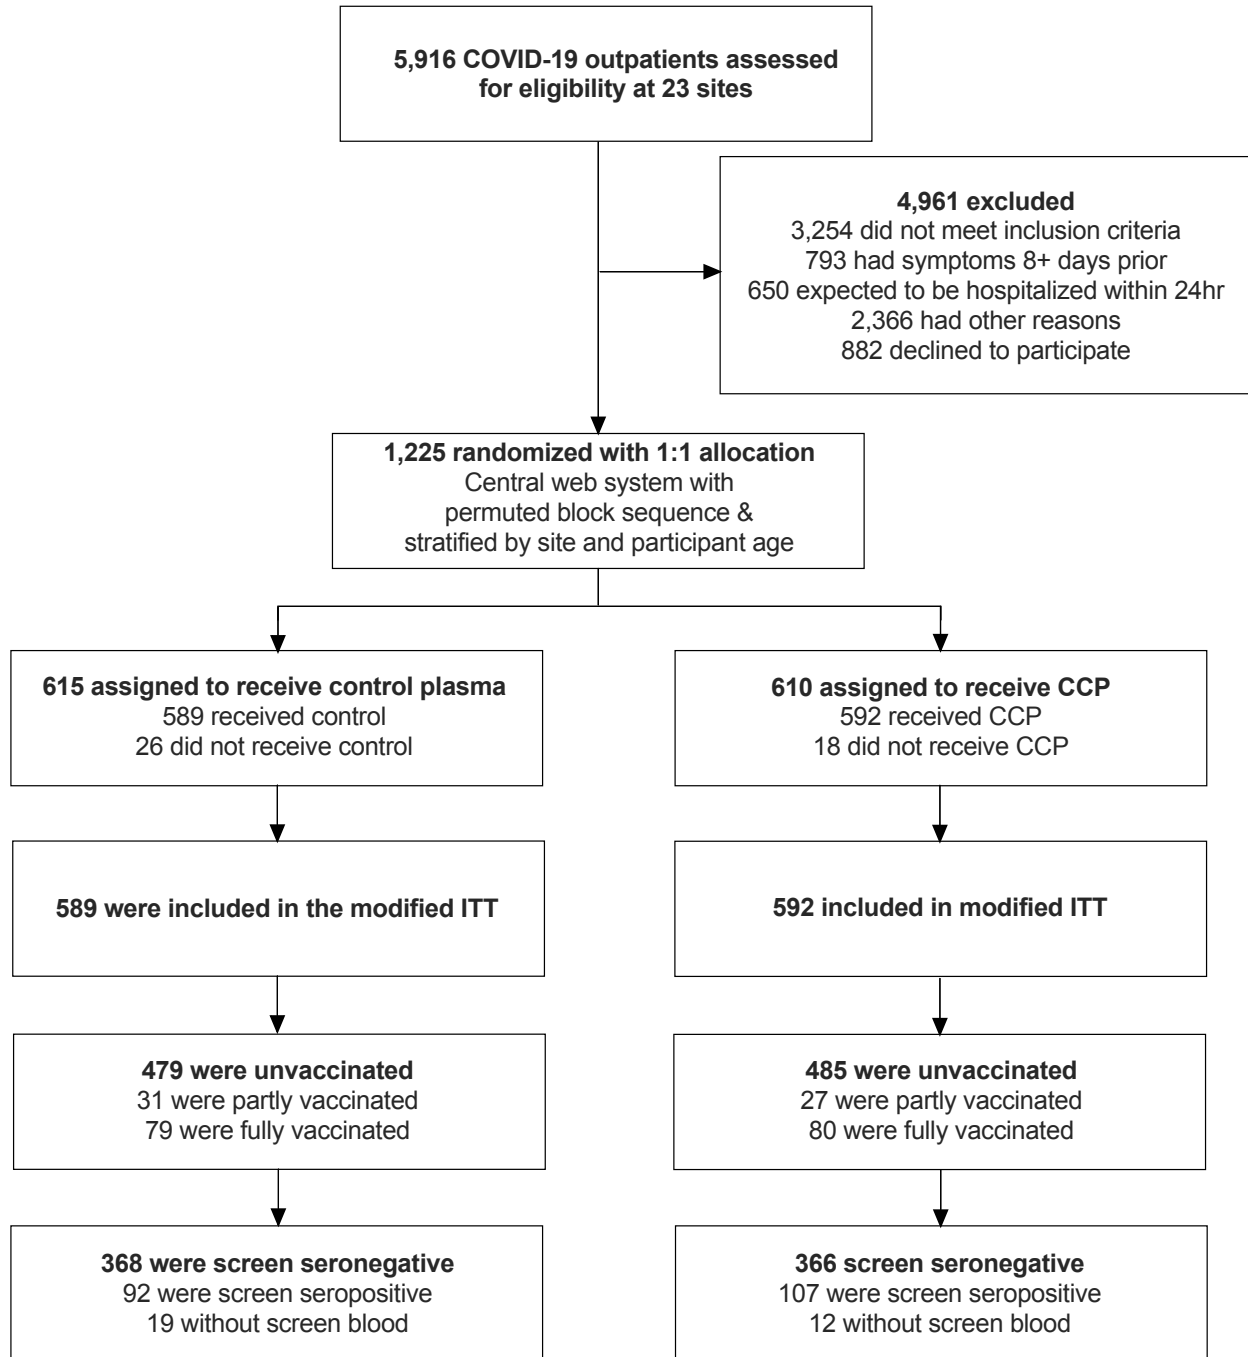 5,916 COVID-19 outpatients assessed
for eligibility at 23 sites
4,961 excluded
3,254 did not meet inclusion criteria
793 had symptoms 8+ days prior
650 expected to be hospitalized within 24hr
2,366 had other reasons
882 declined to participate
1,225 randomized with 1:1 allocation
Central web system with
permuted block sequence &
stratified by site and participant age
615 assigned to receive control plasma
589 received control
26 did not receive control
610 assigned to receive CCP
592 received CCP
18 did not receive CCP
589 were included in the modified ITT
592 included in modified ITT
479 were unvaccinated
31 were partly vaccinated
79 were fully vaccinated
485 were unvaccinated
27 were partly vaccinated
80 were fully vaccinated
368 were screen seronegative
92 were screen seropositive
19 without screen blood
366 screen seronegative
107 were screen seropositive
12 without screen blood